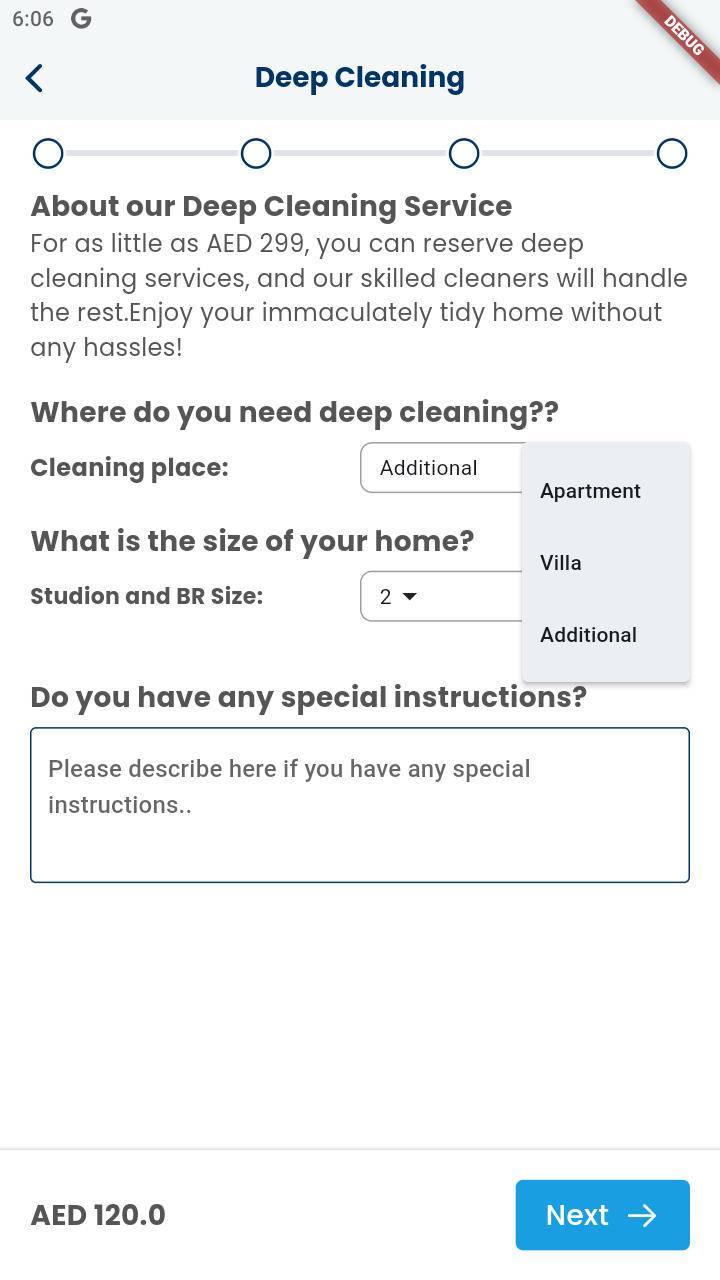 6:06 G
DEBUG
Deep Cleaning
About our Deep Cleaning Service
For as little as AED 299, you can reserve deep
cleaning services, and our skilled cleaners will handle
the rest.Enjoy your immaculately tidy home without
any hassles!
Where do you need deep cleaning??
Cleaning place: Additional
Apartment
Villa
Additional
What is the size of your home?
Studion and BR Size: 2
Do you have any special instructions?
Please describe here if you have any special
instructions..
AED 120.0 Next